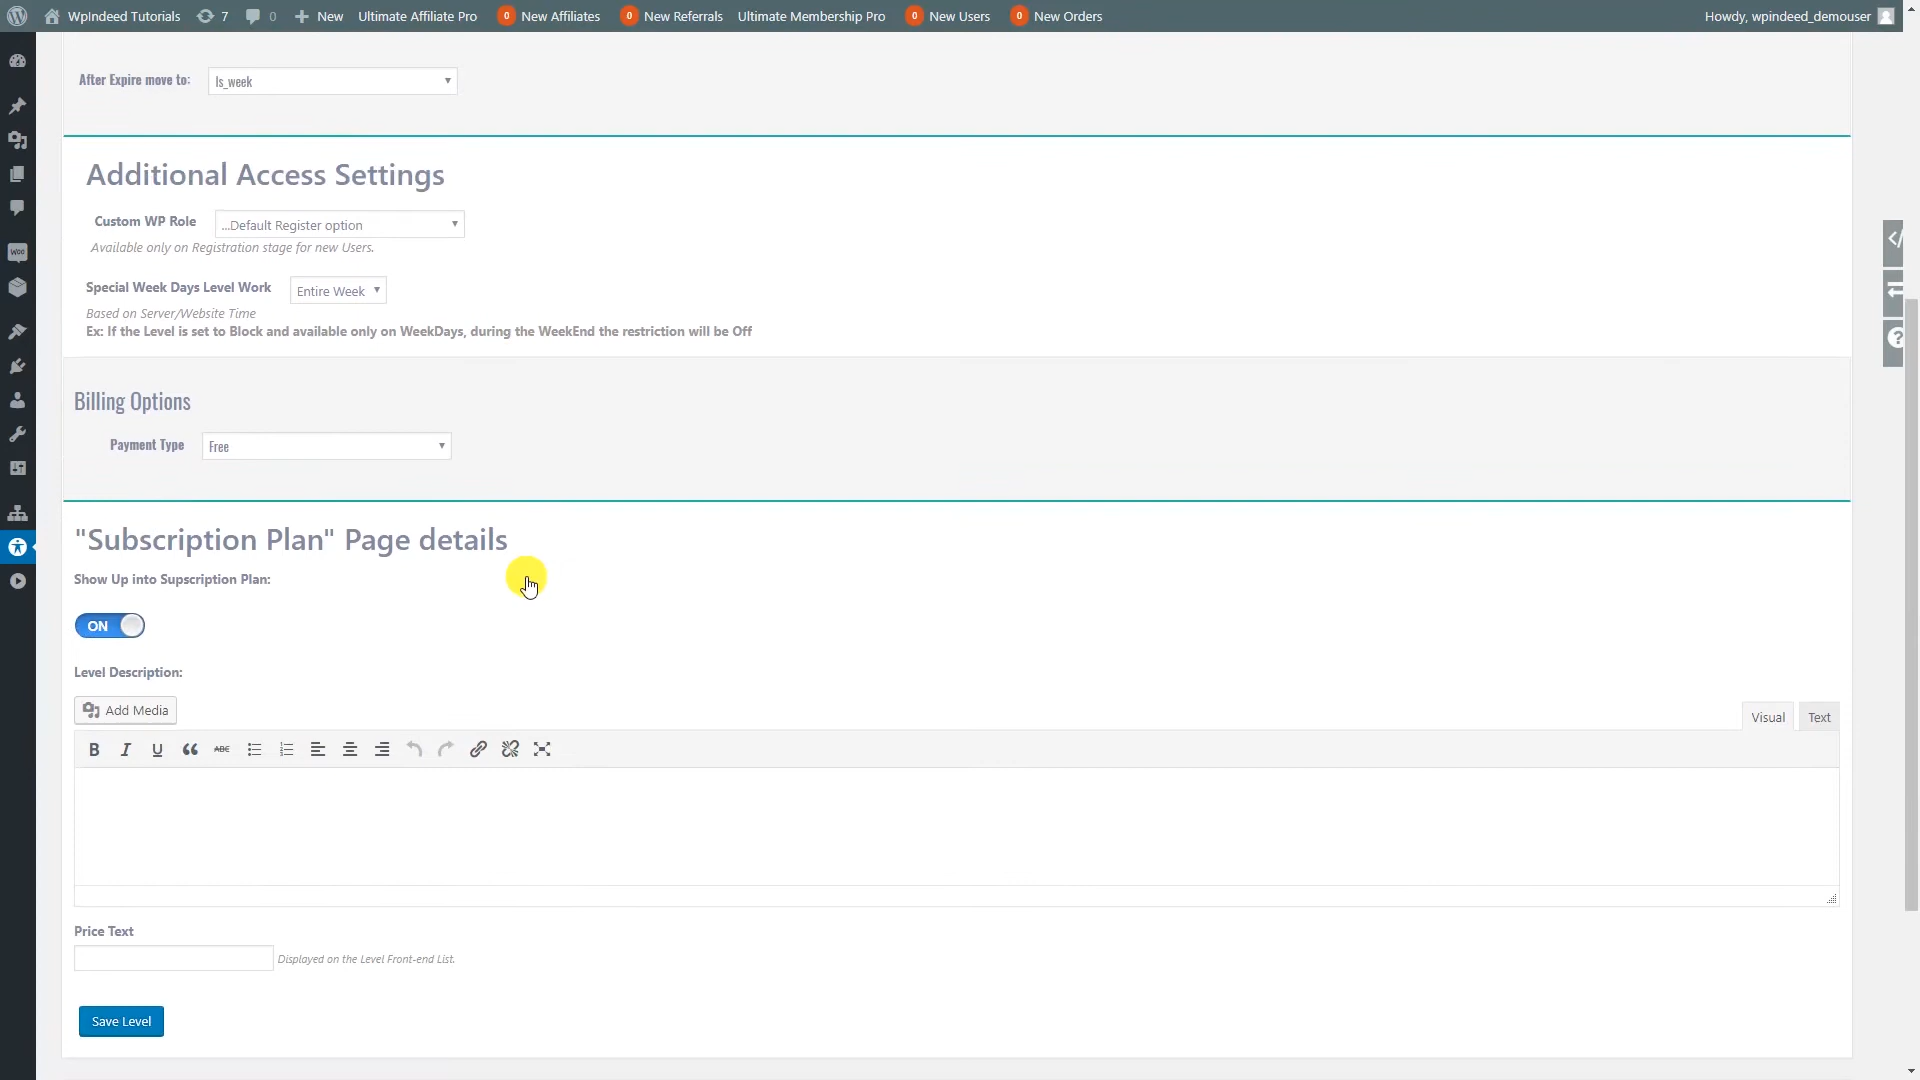 WpIndeed Tutorials 7 0 New Ultimate Affiliate Pro 0 New Affiliates 0 New Referrals Ultimate Membership Pro 0 New Users 0 New Orders Howdy, wpindeed_demouser
After Expire move to: ls_week
Additional Access Settings
Custom WP Role ...Default Register option
Available only on Registration stage for new Users.
Special Week Days Level Work Entire Week
Based on Server/Website Time
Ex: If the Level is set to Block and available only on WeekDays, during the WeekEnd the restriction will be Off
Billing Options
Payment Type Free
"Subscription Plan" Page details
Show Up into Supscription Plan:
ON
Level Description:
Add Media
Visual Text
B I U ABC
Price Text
Displayed on the Level Front-end List.
Save Level